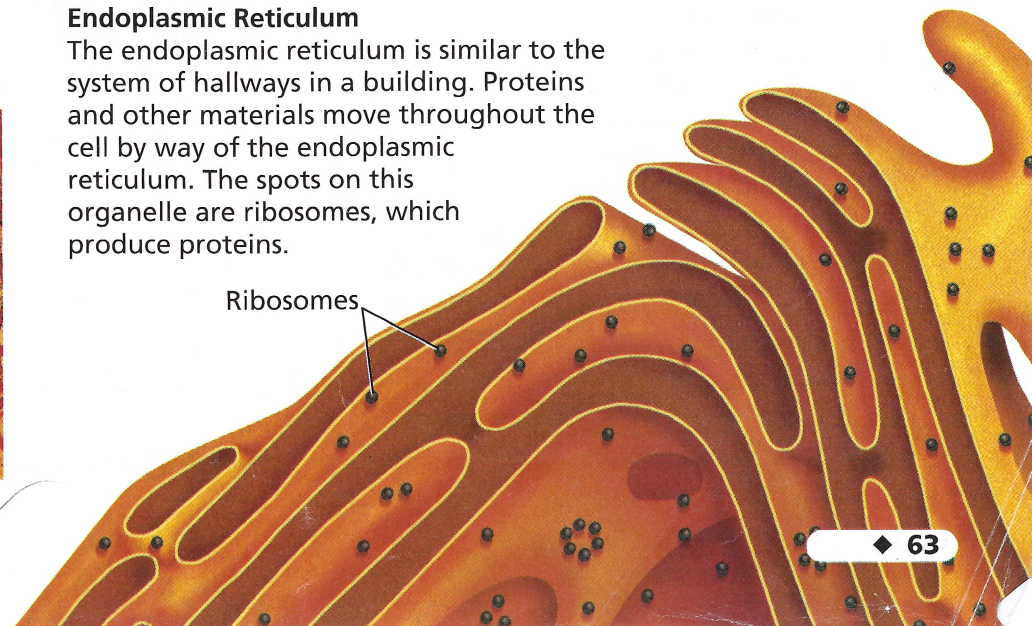 Endoplasmic Reticulum
The endoplasmic reticulum is similar to the
system of hallways in a building. Proteins
and other materials move throughout the
cell by way of the endoplasmic
reticulum. The spots on this
organelle are ribosomes, which
produce proteins.
Ribosomes
◆ 63